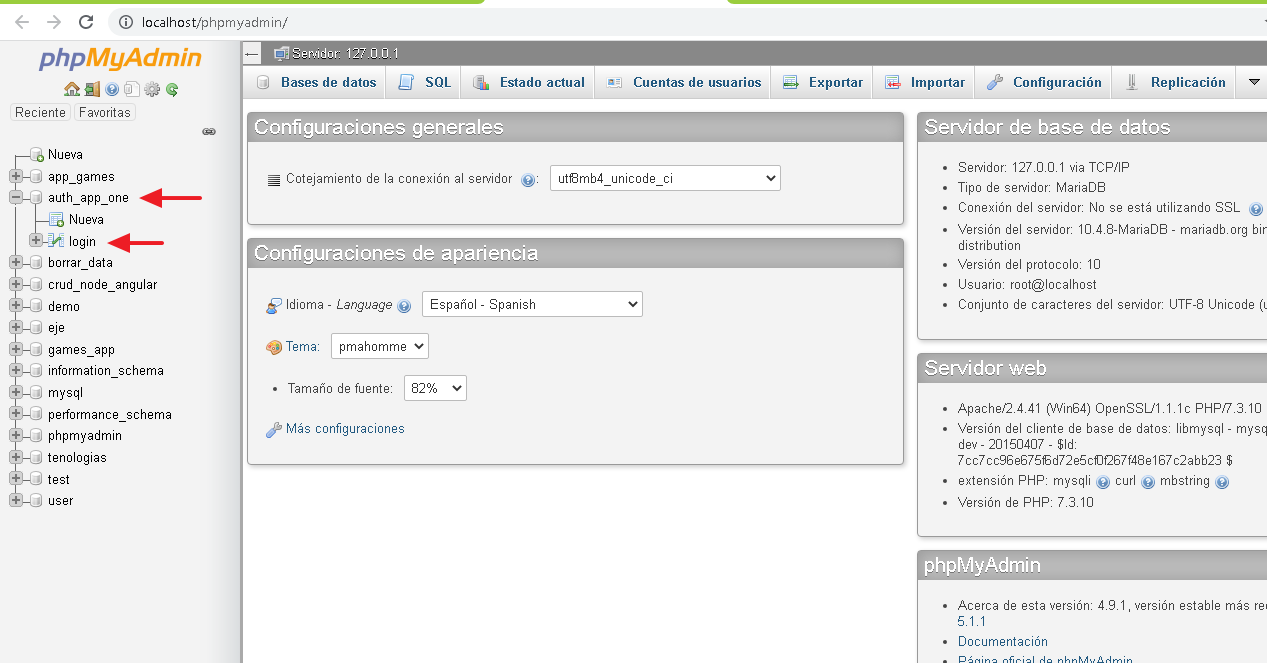 localhost/phpmyadmin/
phpMyAdmin
Reciente Favoritas
Nueva
app_games
auth_app_one
Nueva
login
borrar_data
crud_node_angular
demo
eje
games_app
information_schema
mysql
performance_schema
phpmyadmin
tenologias
test
user
Servidor: 127.0.0.1
Bases de datos SQL Estado actual Cuentas de usuarios Exportar Importar Configuración Replicación
Configuraciones generales
Cotejamiento de la conexión al servidor : utf8mb4_unicode_ci
Configuraciones de apariencia
Idioma - Language Español - Spanish
Tema: pmahomme
Tamaño de fuente: 82%
Más configuraciones
Servidor de base de datos
Servidor: 127.0.0.1 via TCP/IP
Tipo de servidor: MariaDB
Conexión del servidor: No se está utilizando SSL
Versión del servidor: 10.4.8-MariaDB - mariadb.org bin
distribution
Versión del protocolo: 10
Usuario: root@localhost
Conjunto de caracteres del servidor: UTF-8 Unicode (u
Servidor web
Apache/2.4.41 (Win64) OpenSSL/1.1.1c PHP/7.3.10
Versión del cliente de base de datos: libmysql - mysq
dev - 20150407 - $Id:
7cc7cc96e675f6d72e5cf0f267f48e167c2abb23 $
extensión PHP: mysqli curl mbstring
Versión de PHP: 7.3.10
phpMyAdmin
Acerca de esta versión: 4.9.1, versión estable más re
5.1.1
Documentación
Página oficial de phpMyAdmin